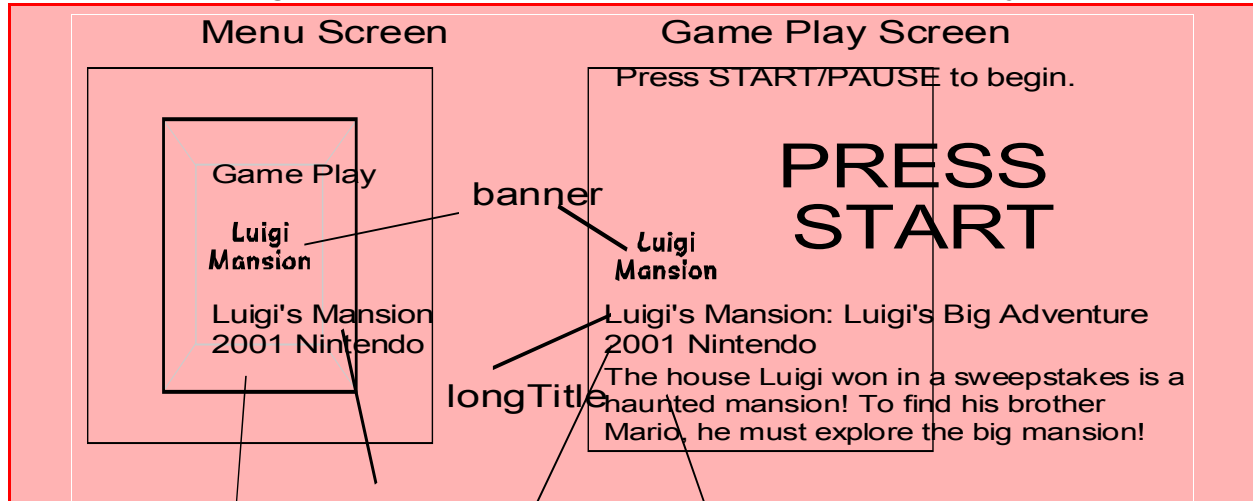 Menu Screen
Game Play Screen
Press START/PAUSE to begin.
Game Play
PRESS
START
banner
Luigi
Mansion
Luigi
Mansion
Luigi's Mansion
2001 Nintendo
Luigi's Mansion: Luigi's Big Adventure
2001 Nintendo
longTitle
The house Luigi won in a sweepstakes is a
haunted mansion! To find his brother
Mario, he must explore the big mansion!